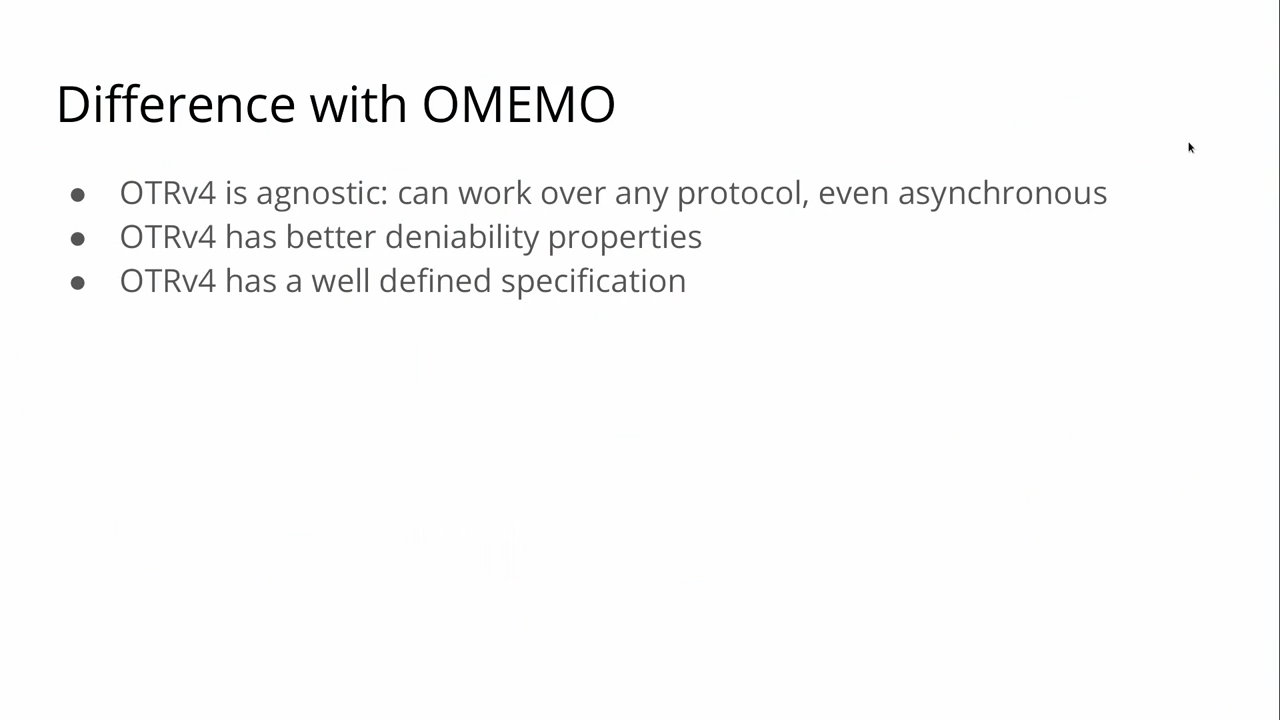 Difference with OMEMO
● OTRv4 is agnostic: can work over any protocol, even asynchronous
● OTRv4 has better deniability properties
● OTRv4 has a well defined specification